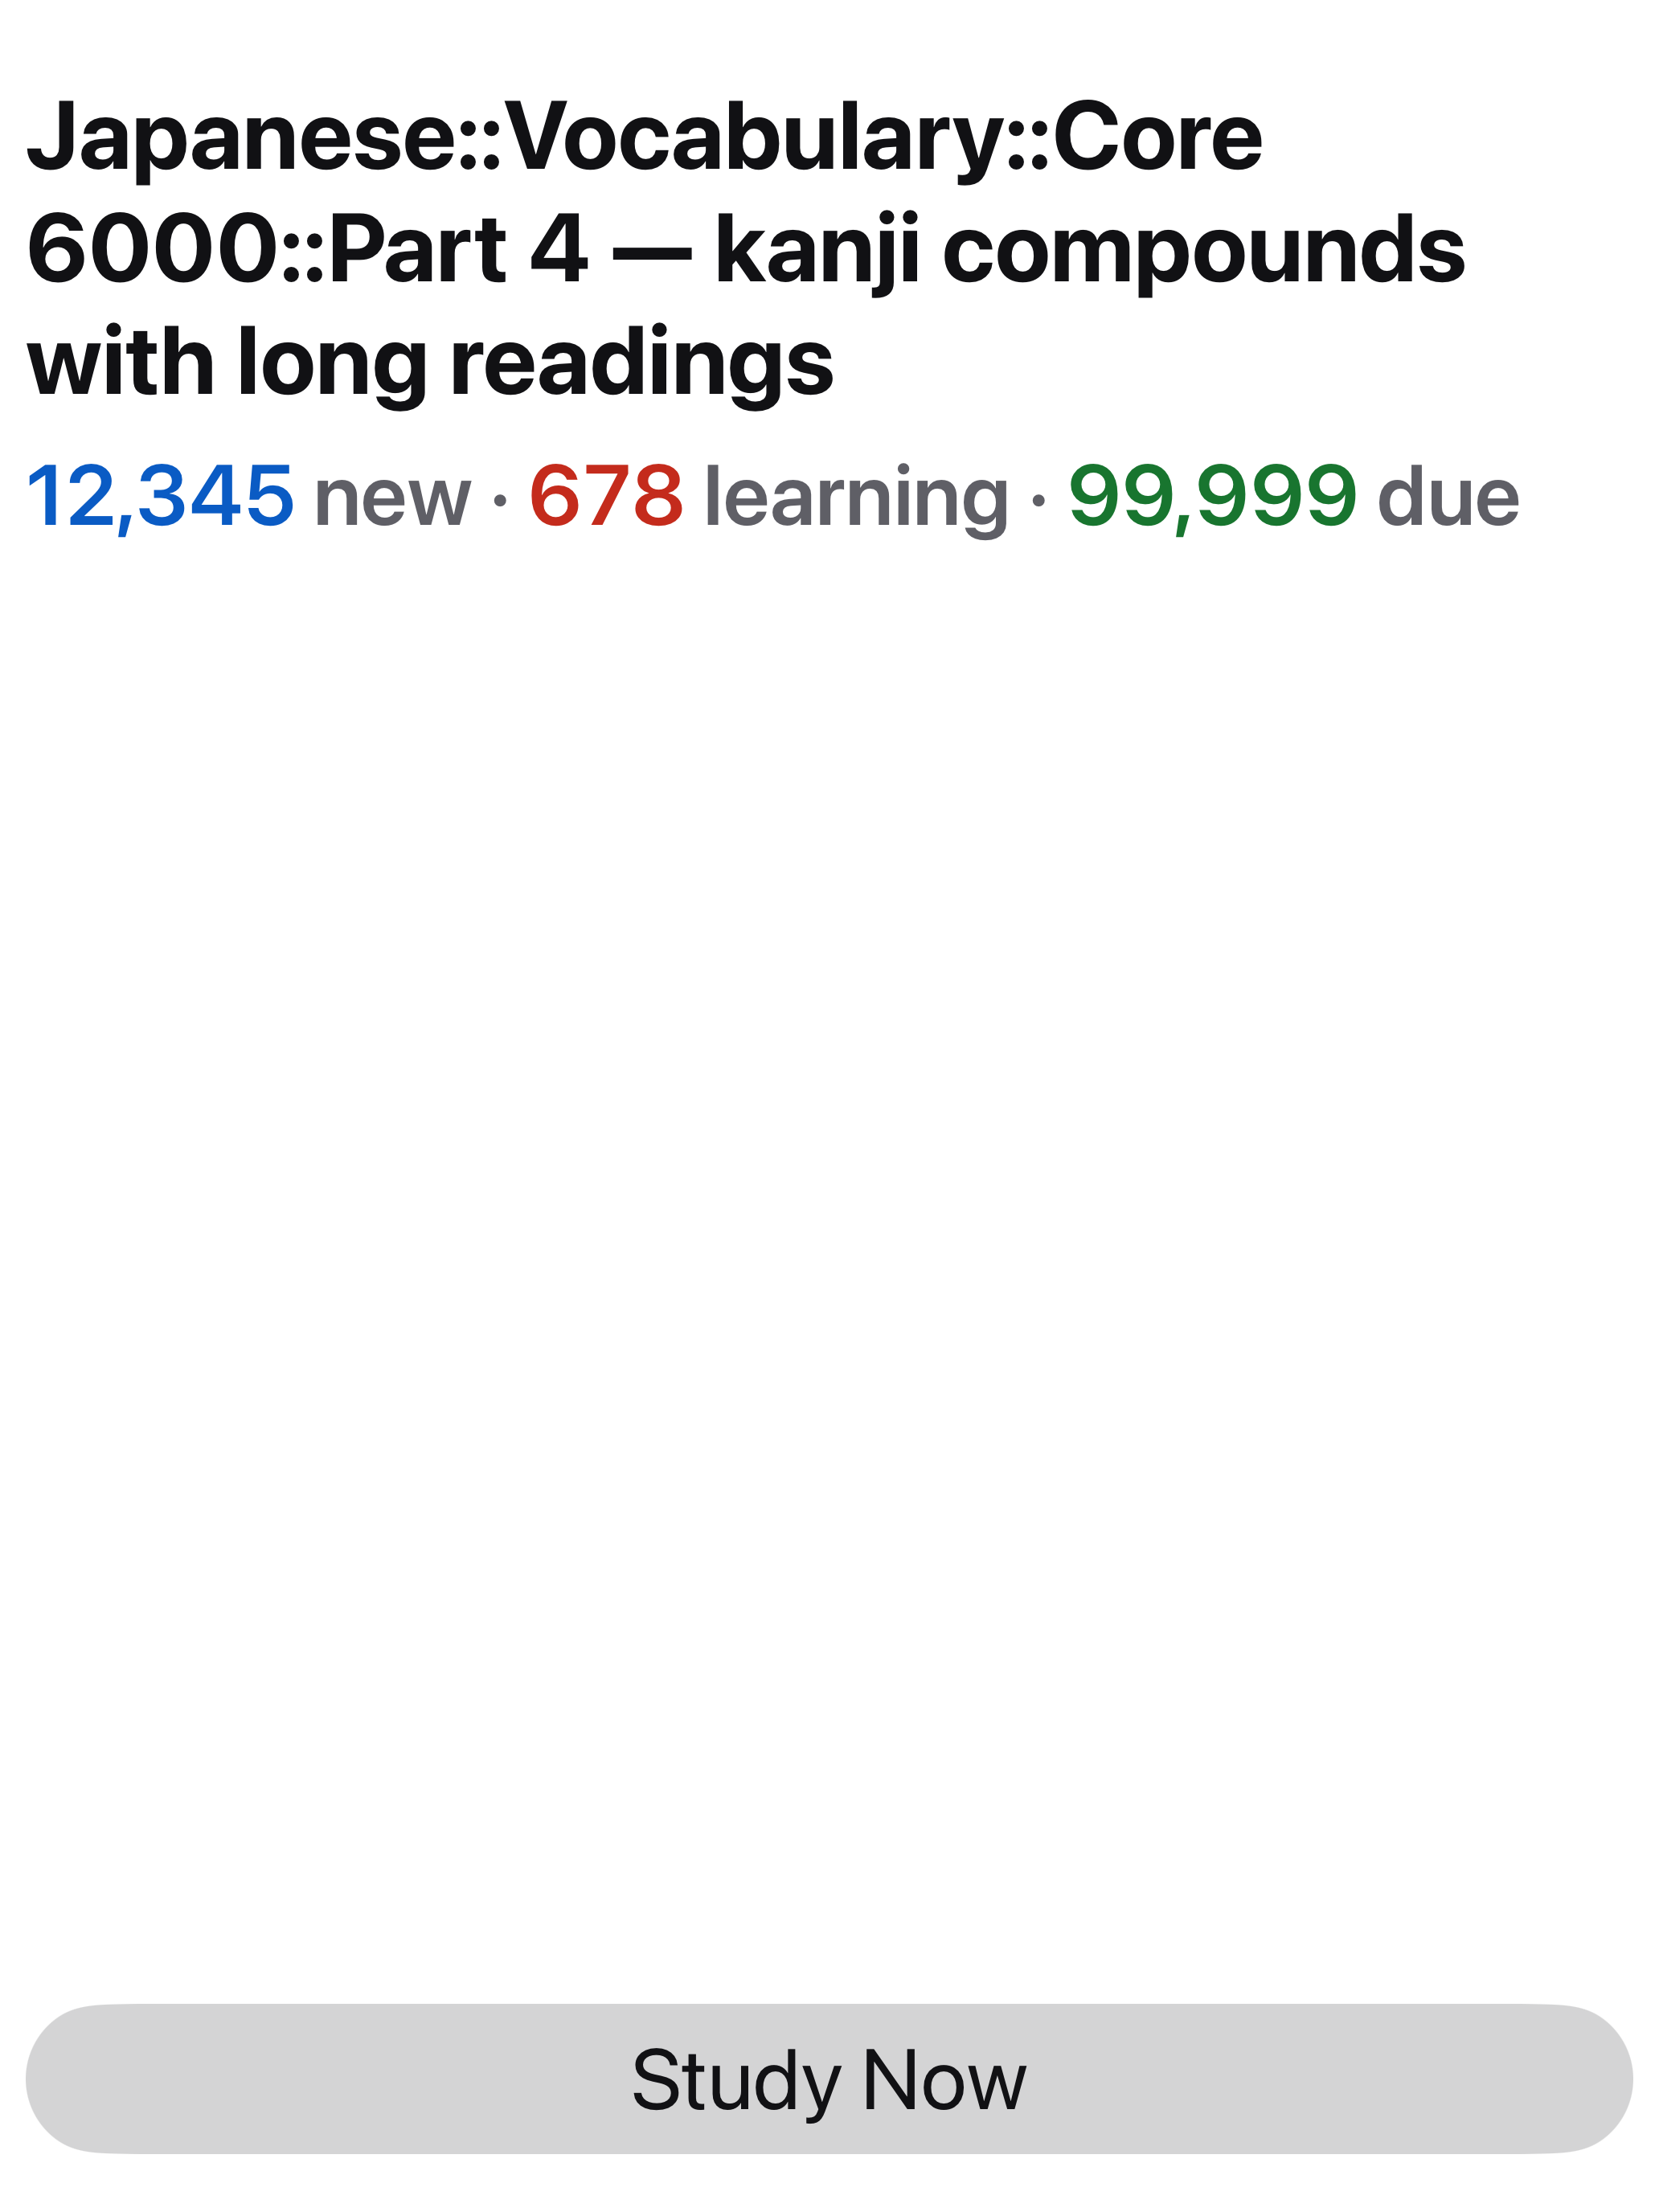 Japanese::Vocabulary::Core
6000::Part 4 — kanji compounds
with long readings
12,345 new · 678 learning · 99,999 due
Study Now